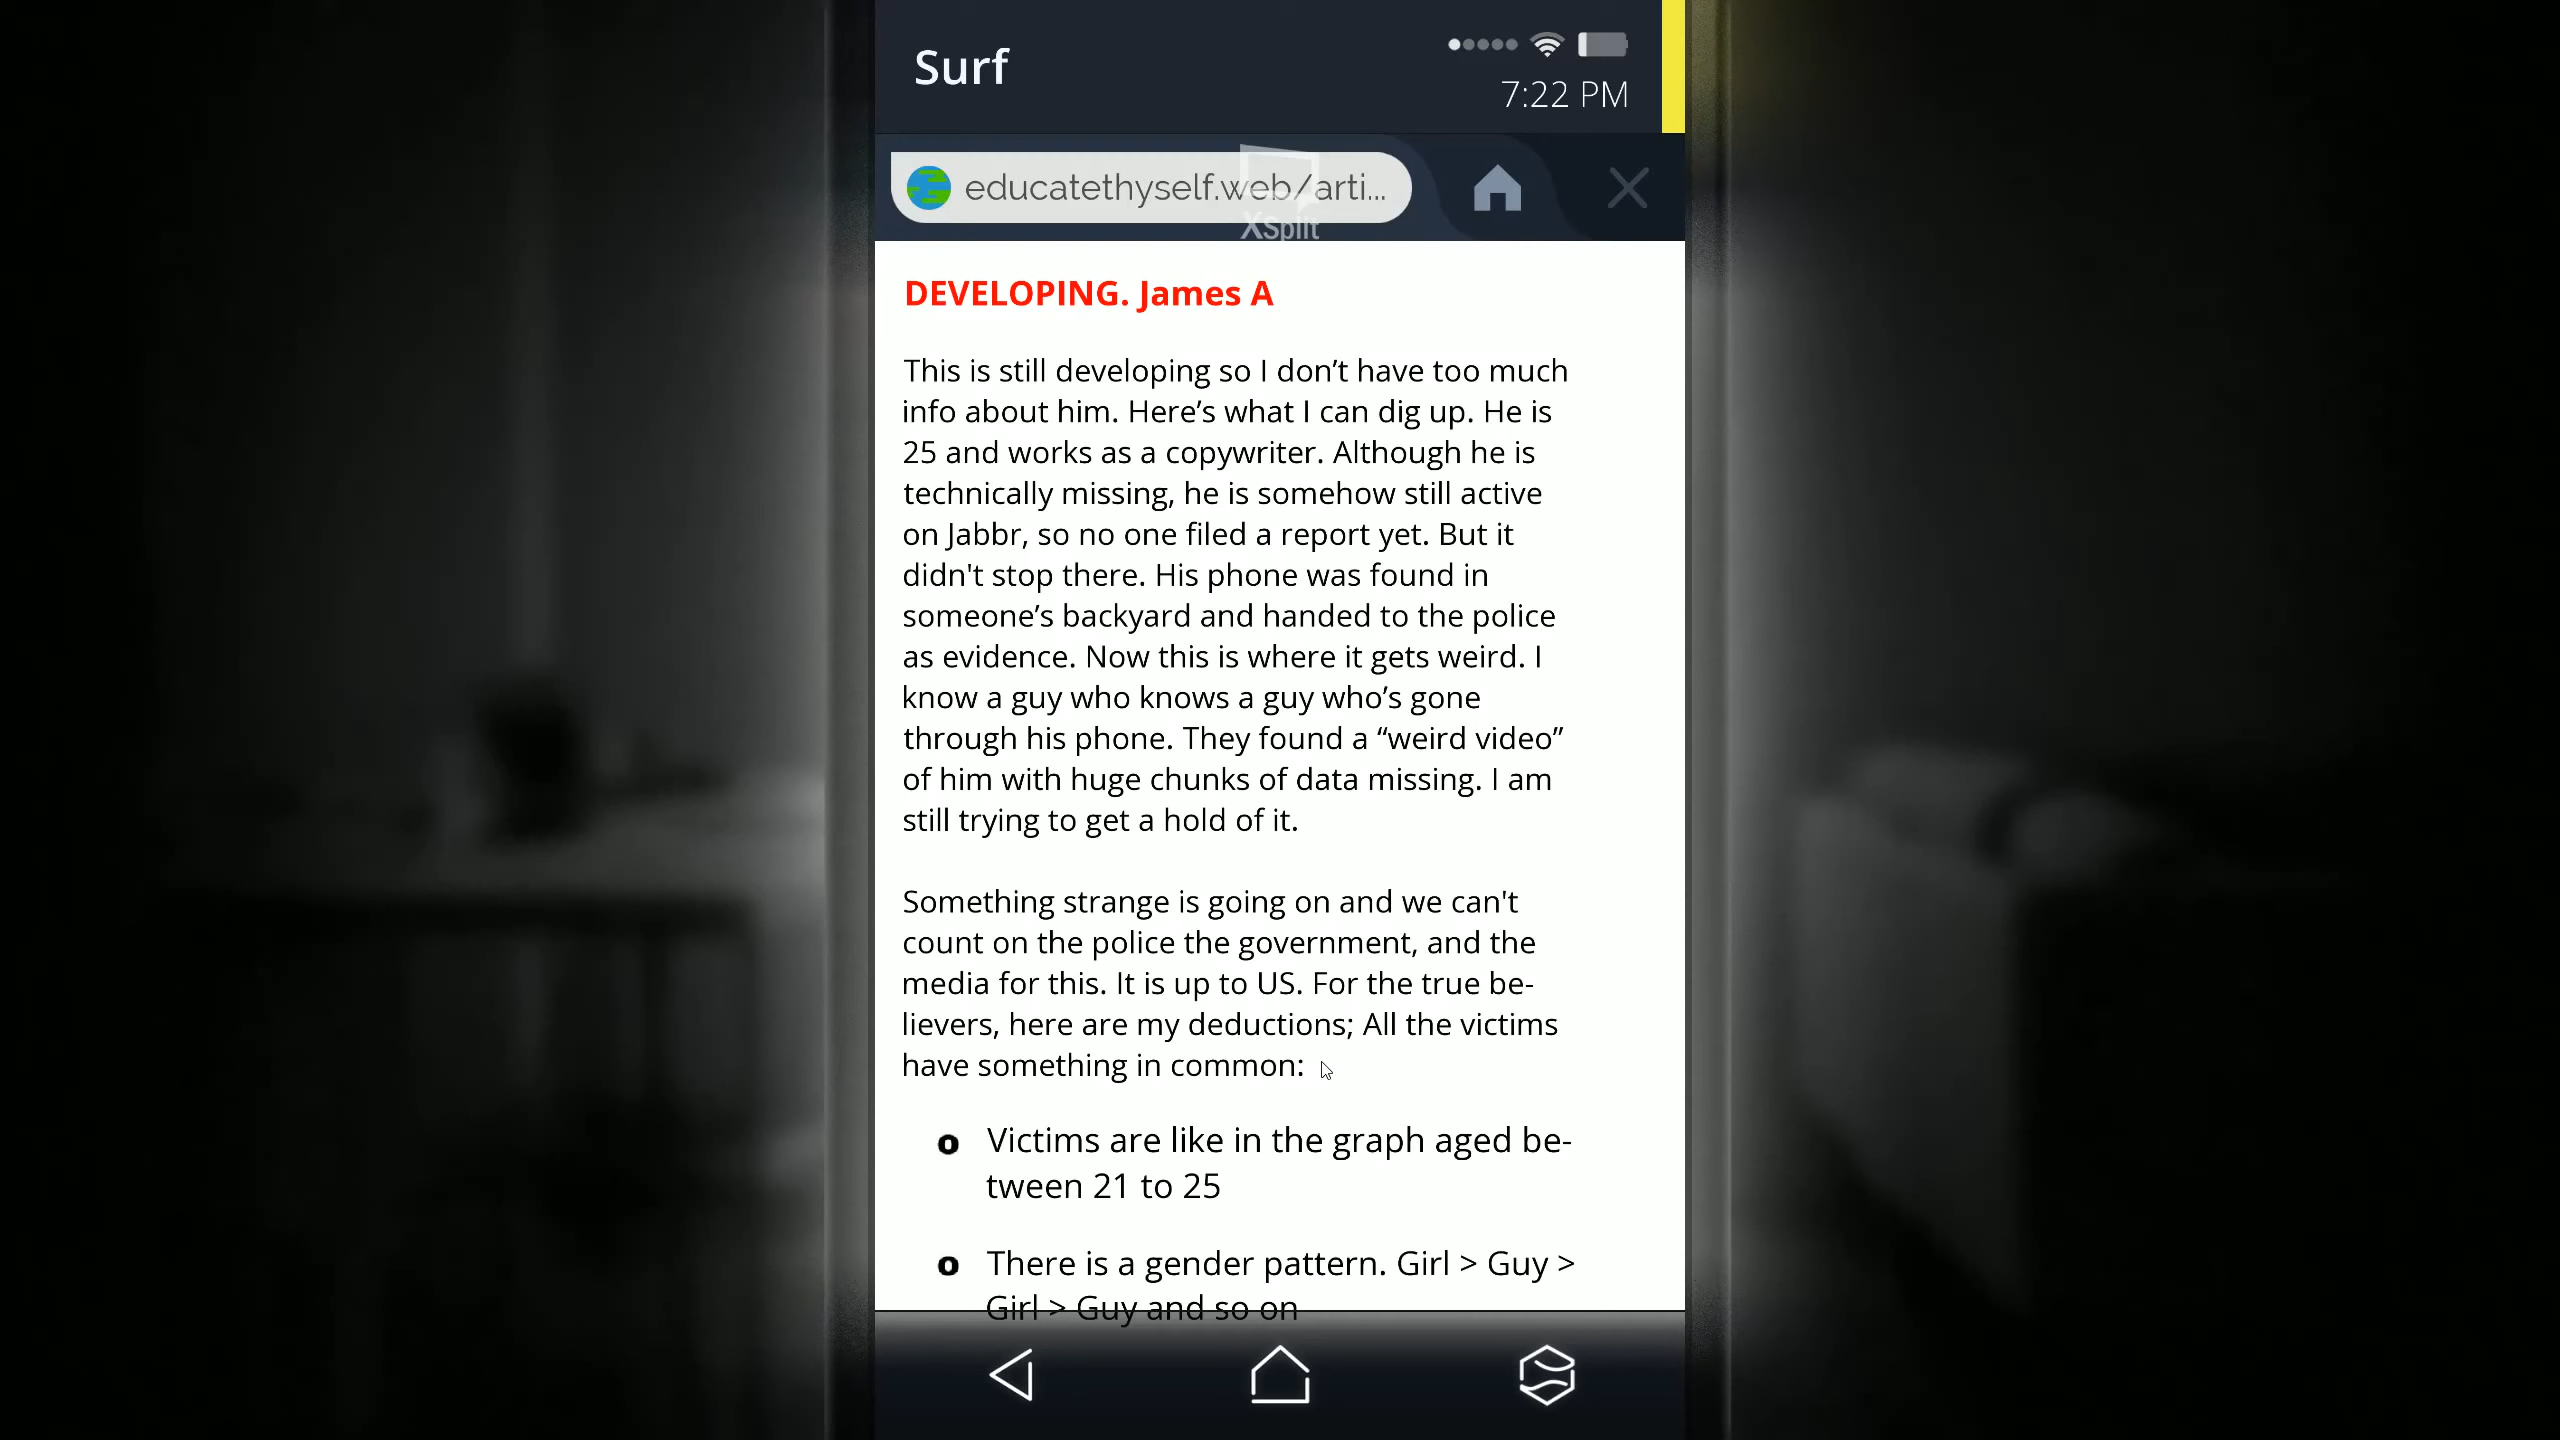 Surf
7:22 PM
educatethyself.web/arti...
XSplit
DEVELOPING. James A
This is still developing so I don’t have too much
info about him. Here’s what I can dig up. He is
25 and works as a copywriter. Although he is
technically missing, he is somehow still active
on Jabbr, so no one filed a report yet. But it
didn't stop there. His phone was found in
someone’s backyard and handed to the police
as evidence. Now this is where it gets weird. I
know a guy who knows a guy who’s gone
through his phone. They found a “weird video”
of him with huge chunks of data missing. I am
still trying to get a hold of it.
Something strange is going on and we can't
count on the police the government, and the
media for this. It is up to US. For the true be-
lievers, here are my deductions; All the victims
have something in common:
o Victims are like in the graph aged be-
tween 21 to 25
o There is a gender pattern. Girl > Guy >
Girl > Guy and so on